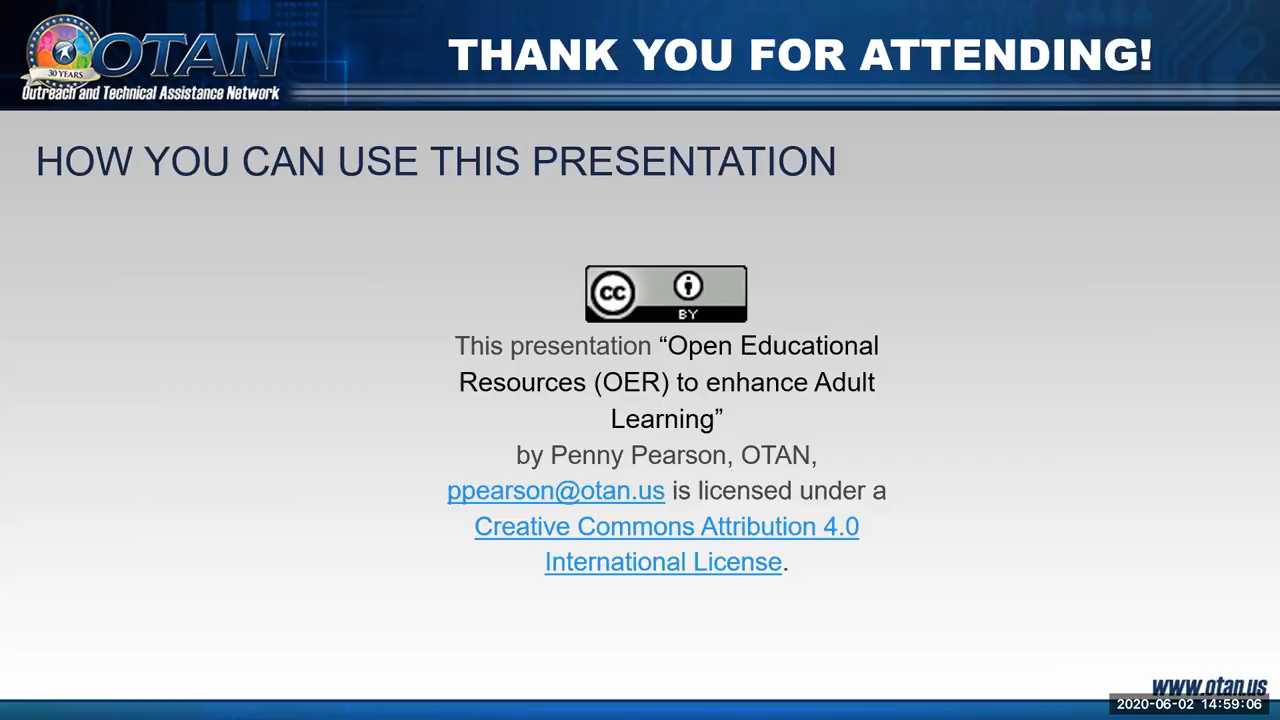 OTAN
30 YEARS
Outreach and Technical Assistance Network
THANK YOU FOR ATTENDING!
HOW YOU CAN USE THIS PRESENTATION
cc
BY
This presentation “Open Educational
Resources (OER) to enhance Adult
Learning”
by Penny Pearson, OTAN,
ppearson@otan.us is licensed under a
Creative Commons Attribution 4.0
International License.
www.otan.us
2020-06-02 14:59:06